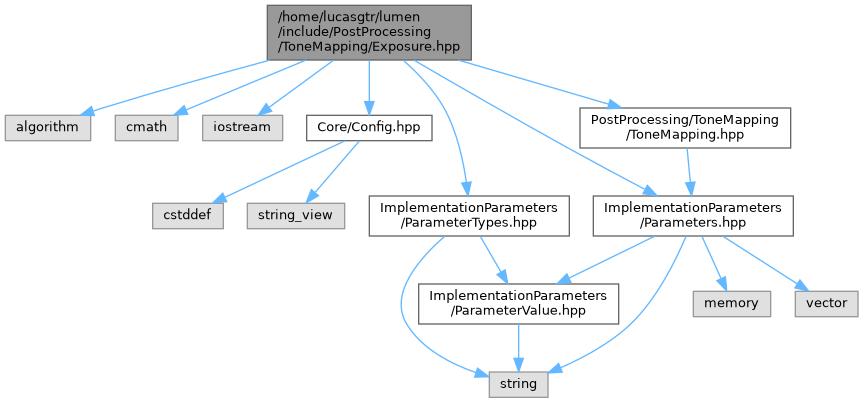 /home/lucasgtr/lumen
/include/PostProcessing
/ToneMapping/Exposure.hpp
algorithm
cmath
iostream
Core/Config.hpp
PostProcessing/ToneMapping
/ToneMapping.hpp
cstddef
string_view
ImplementationParameters
/ParameterTypes.hpp
ImplementationParameters
/Parameters.hpp
ImplementationParameters
/ParameterValue.hpp
memory
vector
string